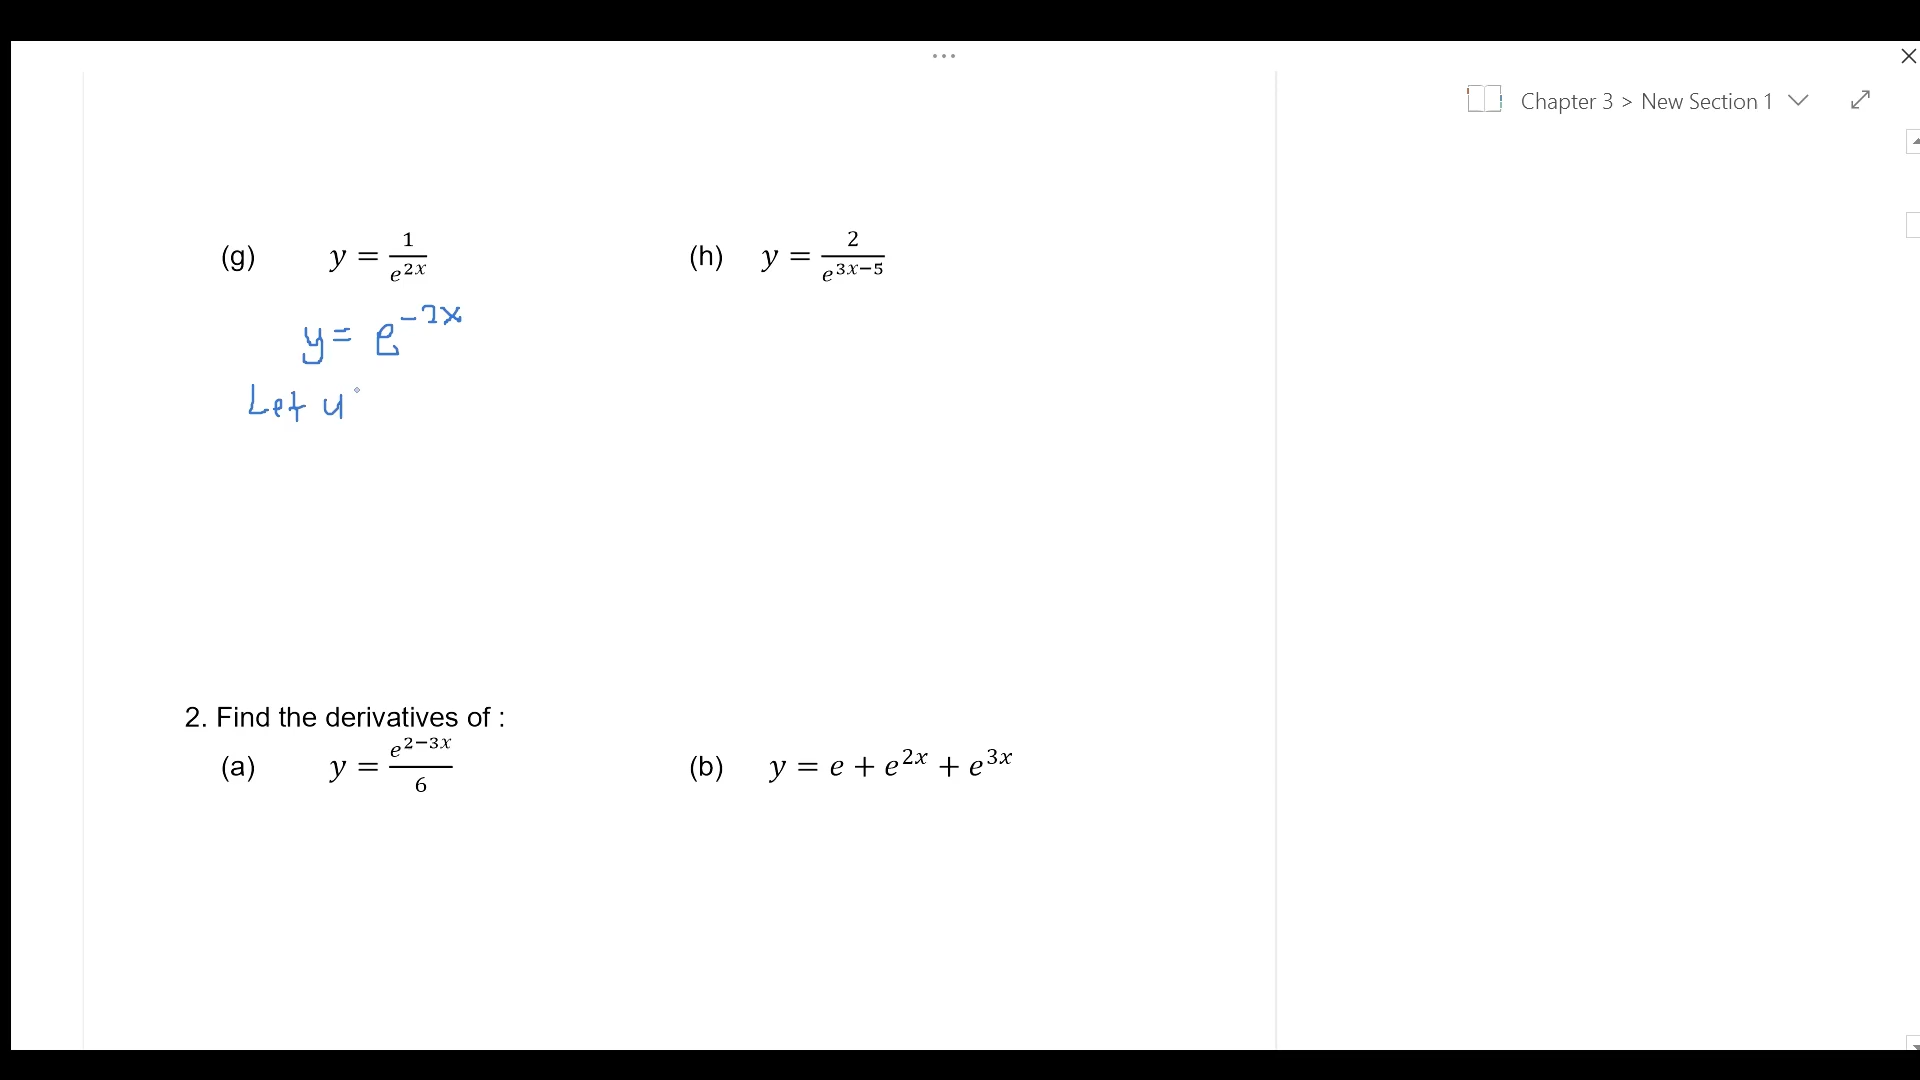 Chapter 3 > New Section 1
(g) y = 1/e^{2x} (h) y = 2/e^{3x-5}
y = e^{-2x}
Let u
2. Find the derivatives of :
(a) y = e^{2-3x}/6 (b) y = e + e^{2x} + e^{3x}